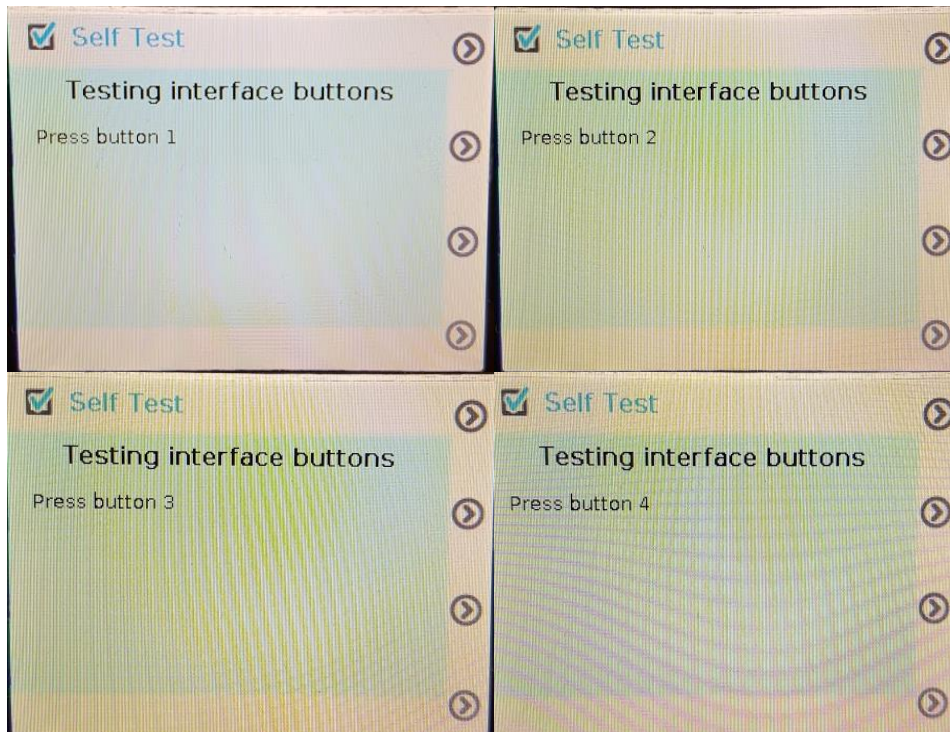 Self Test
Testing interface buttons
Press button 1
Self Test
Testing interface buttons
Press button 2
Self Test
Testing interface buttons
Press button 3
Self Test
Testing interface buttons
Press button 4